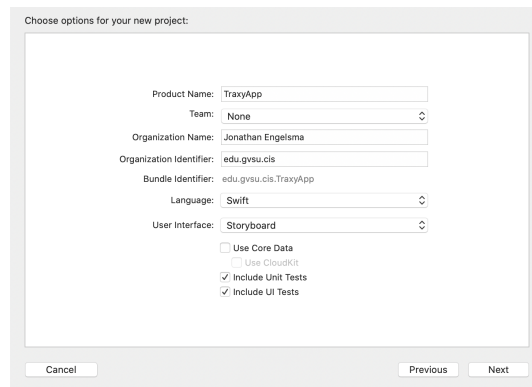 Choose options for your new project:
Product Name: TraxyApp
Team: None
Organization Name: Jonathan Engelsma
Organization Identifier: edu.gvsu.cis
Bundle Identifier: edu.gvsu.cis.TraxyApp
Language: Swift
User Interface: Storyboard
Use Core Data
Use CloudKit
Include Unit Tests
Include UI Tests
Cancel Previous Next